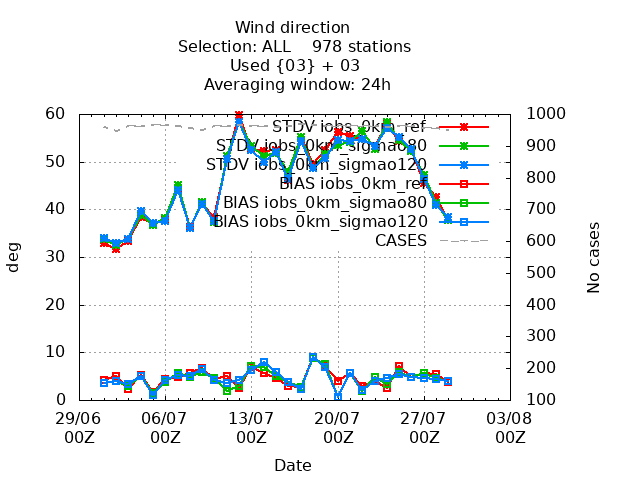 Wind direction
Selection: ALL    978 stations
Used {03} + 03
Averaging window: 24h
60
50
40
30
20
10
0
deg
1000
900
800
700
600
500
400
300
200
100
No cases
STDV iobs_0km_ref
STDV iobs_0km_sigmao80
STDV iobs_0km_sigmao120
BIAS iobs_0km_ref
BIAS iobs_0km_sigmao80
BIAS iobs_0km_sigmao120
CASES
29/06 06/07 13/07 20/07 27/07 03/08
00Z 00Z 00Z 00Z 00Z 00Z
Date